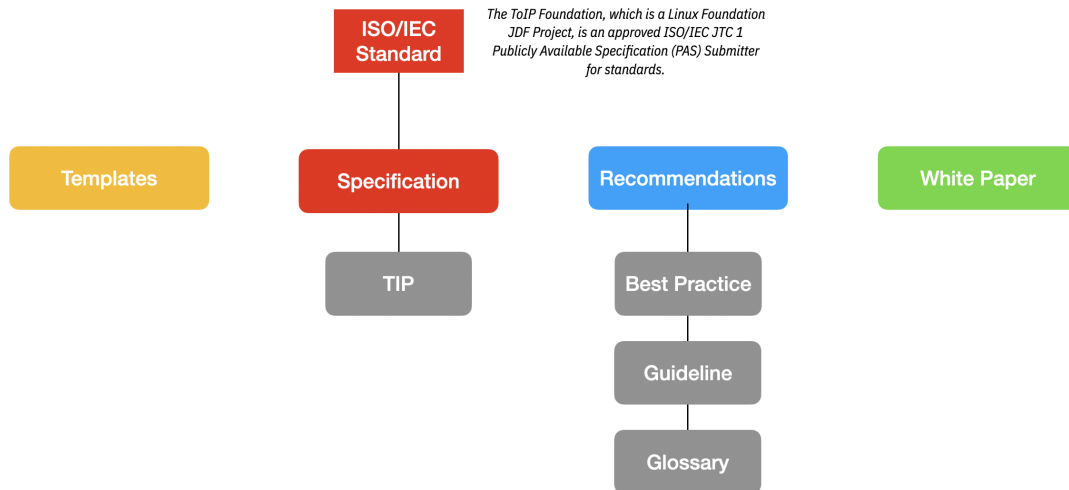 ISO/IEC
Standard
The ToIP Foundation, which is a Linux Foundation
JDF Project, is an approved ISO/IEC JTC 1
Publicly Available Specification (PAS) Submitter
for standards.
Templates
Specification
Recommendations
White Paper
TIP
Best Practice
Guideline
Glossary